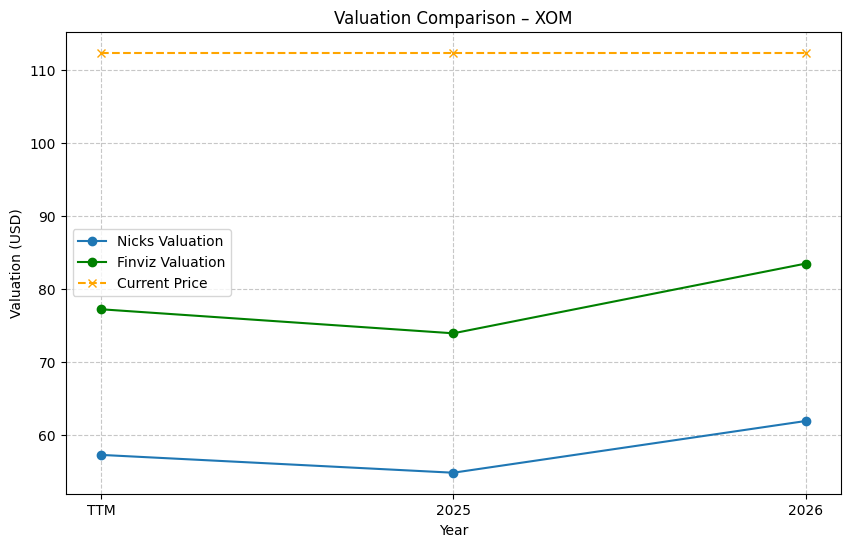 Valuation Comparison – XOM
Valuation (USD)
110
100
90
80
70
60
Nicks Valuation
Finviz Valuation
Current Price
TTM
2025
2026
Year